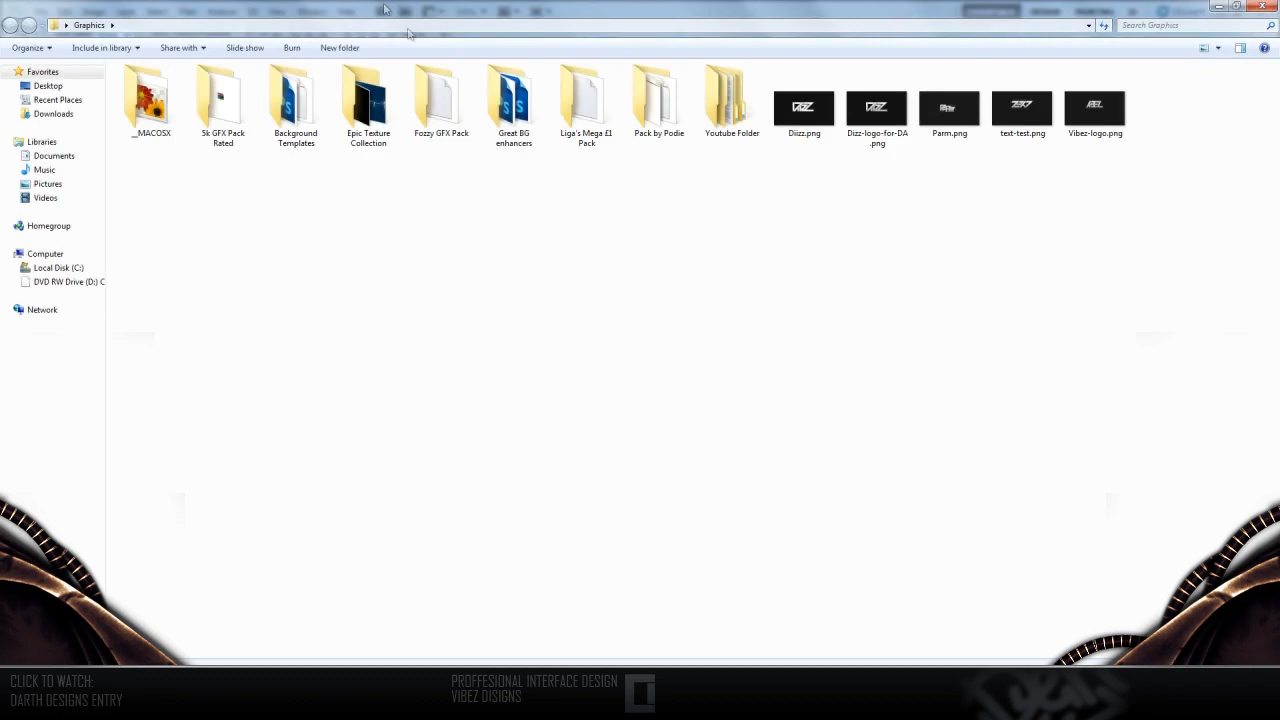 Graphics
Search Graphics
Organize Include in library Share with Slide show Burn New folder
Favorites
Desktop
Recent Places
Downloads
Libraries
Documents
Music
Pictures
Videos
Homegroup
Computer
Local Disk (C:)
DVD RW Drive (D:) C
Network
__MACOSX
5k GFX Pack
Rated
Background
Templates
Epic Texture
Collection
Fozzy GFX Pack
Great BG
enhancers
Liga's Mega £1
Pack
Pack by Podie
Youtube Folder
Diizz.png
Dizz-logo-for-DA
.png
Parm.png
text-test.png
Vibez-logo.png
CLICK TO WATCH:
DARTH DESIGNS ENTRY
PROFFESIONAL INTERFACE DESIGN
VIBEZ DISIGNS